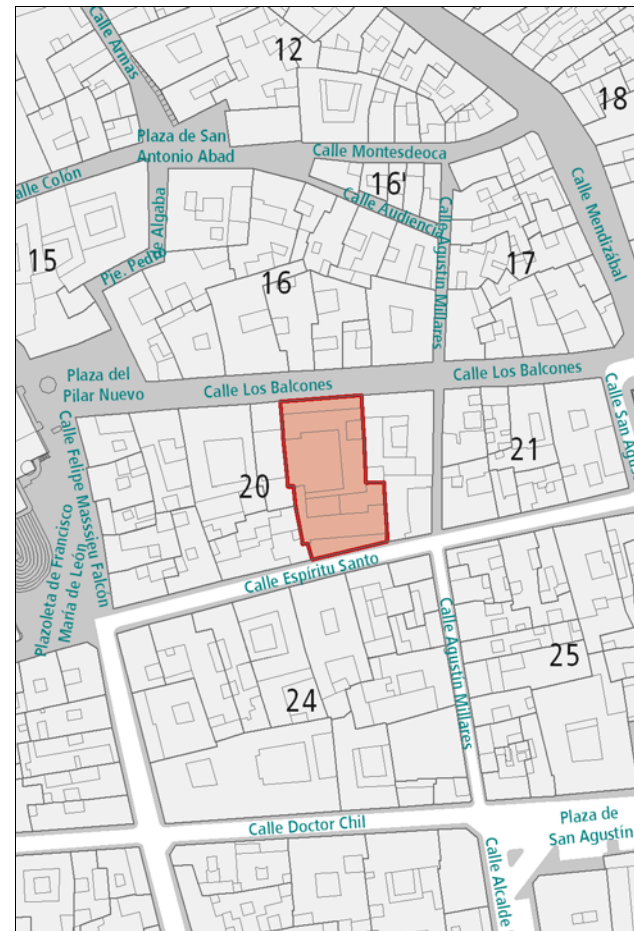 Calle Armas
12
18
Plaza de San
Antonio Abad
Calle Montesdeoca
alle Colón
16'
Calle Audiencia
Calle Agustín Millares
Calle Mendizábal
Pje. Pedro de Algaba
15
16
17
Plaza del
Pilar Nuevo
Calle Los Balcones
Calle Los Balcones
Calle San Agu
Calle Felipe Masssieu Falcón
20
21
Plazoleta de Francisco
María de León
Calle Espíritu Santo
Calle Agustín Millares
24
25
Calle Doctor Chil
Plaza de
San Agustín
Calle Alcalde